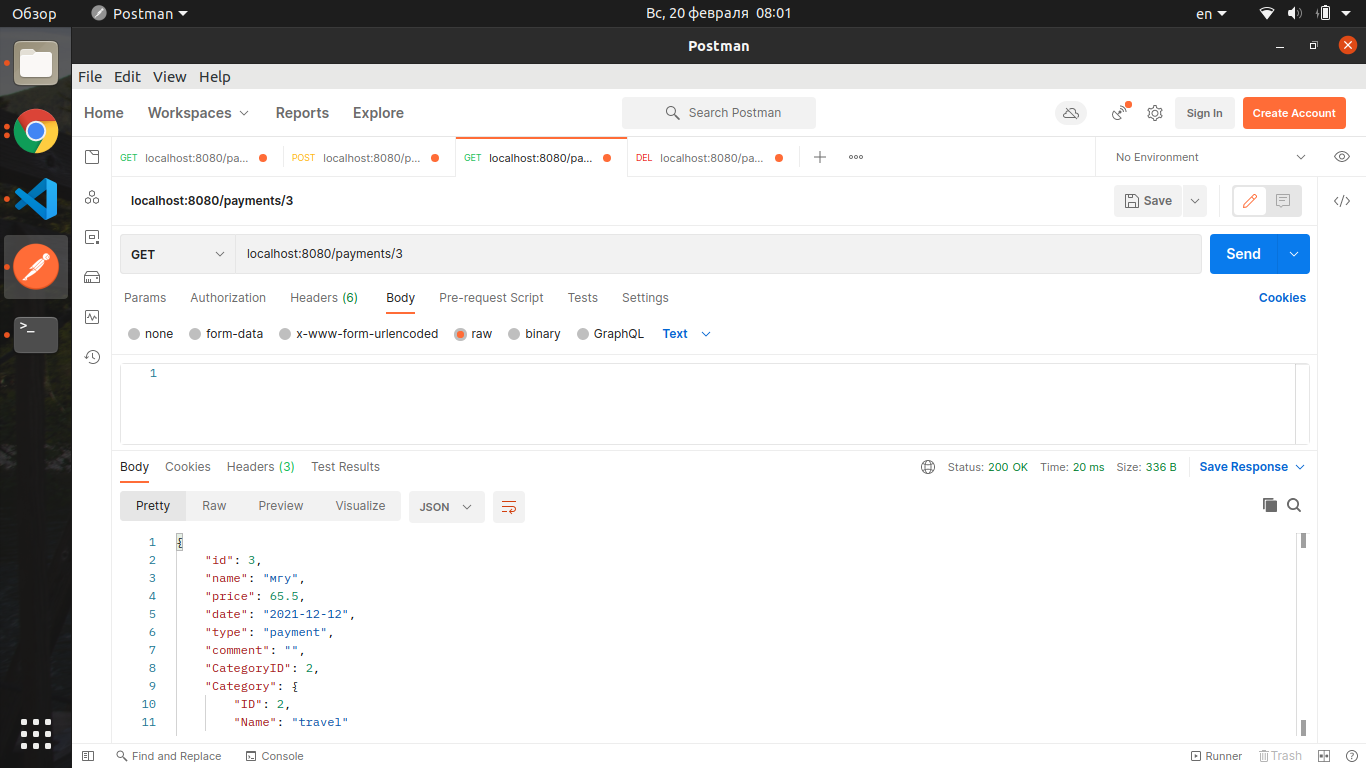 Обзор Postman Вс, 20 февраля 08:01 en
Postman
File Edit View Help
Home Workspaces Reports Explore Search Postman Sign In Create Account
GET localhost:8080/pa... POST localhost:8080/p... GET localhost:8080/pa... DEL localhost:8080/pa... No Environment
localhost:8080/payments/3 Save
GET localhost:8080/payments/3 Send
Params Authorization Headers (6) Body Pre-request Script Tests Settings Cookies
none form-data x-www-form-urlencoded raw binary GraphQL Text
1
Body Cookies Headers (3) Test Results Status: 200 OK Time: 20 ms Size: 336 B Save Response
Pretty Raw Preview Visualize JSON
1 {
2 "id": 3,
3 "name": "мгу",
4 "price": 65.5,
5 "date": "2021-12-12",
6 "type": "payment",
7 "comment": "",
8 "CategoryID": 2,
9 "Category": {
10 "ID": 2,
11 "Name": "travel"
Find and Replace Console Runner Trash